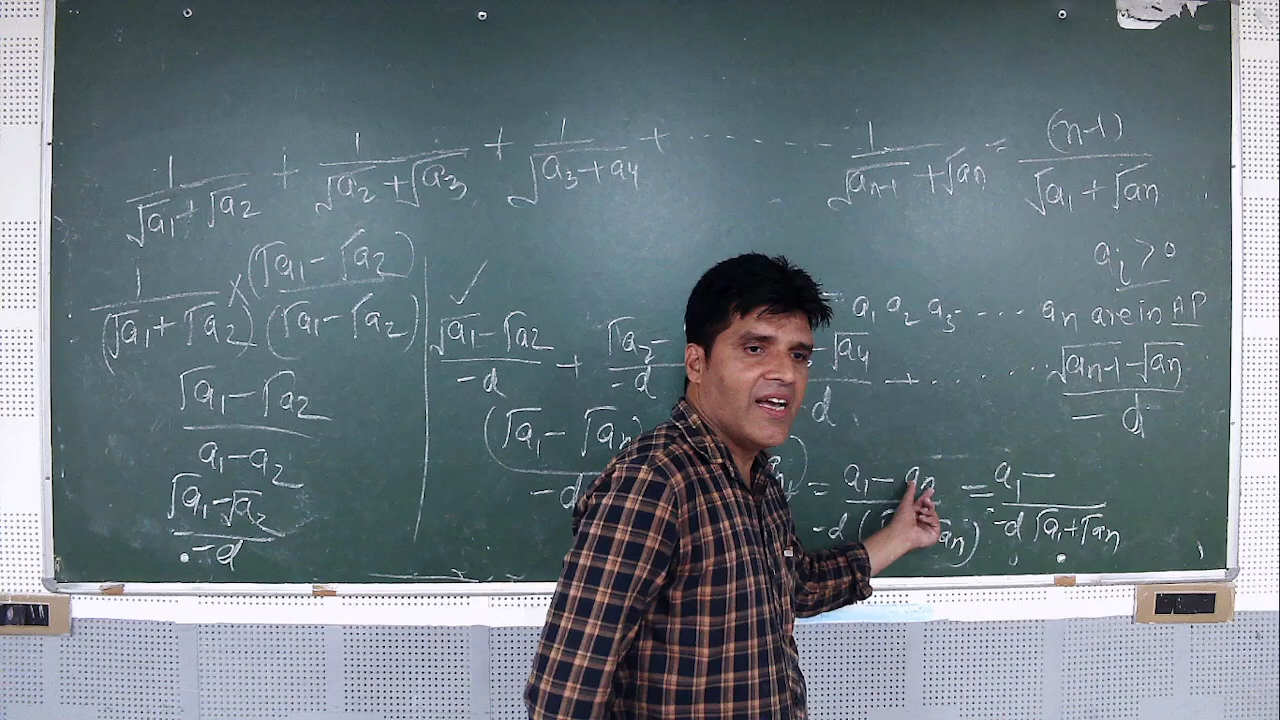 1/(√a₁ + √a₂) + 1/(√a₂ + √a₃) + 1/√(a₃ + a₄) + ------ 1/(√aₙ₋₁ + √aₙ) = (n-1)/(√a₁ + √aₙ)
aᵢ > 0
a₁ a₂ a₃ .... aₙ are in AP
1/(√a₁ + √a₂) × (√a₁ - √a₂)/(√a₁ - √a₂)
(√a₁ - √a₂)/(a₁ - a₂)
(√a₁ - √a₂)/-d
✓
(√a₁ - √a₂)/-d + √a₂ - /-d √a₄/d + ....... (√aₙ₋₁ - √aₙ)/-d
(√a₁ - √aₙ)/-d = (a₁ - aₙ)/-d( aₙ) = a₁ - /-d √a₁ + √aₙ